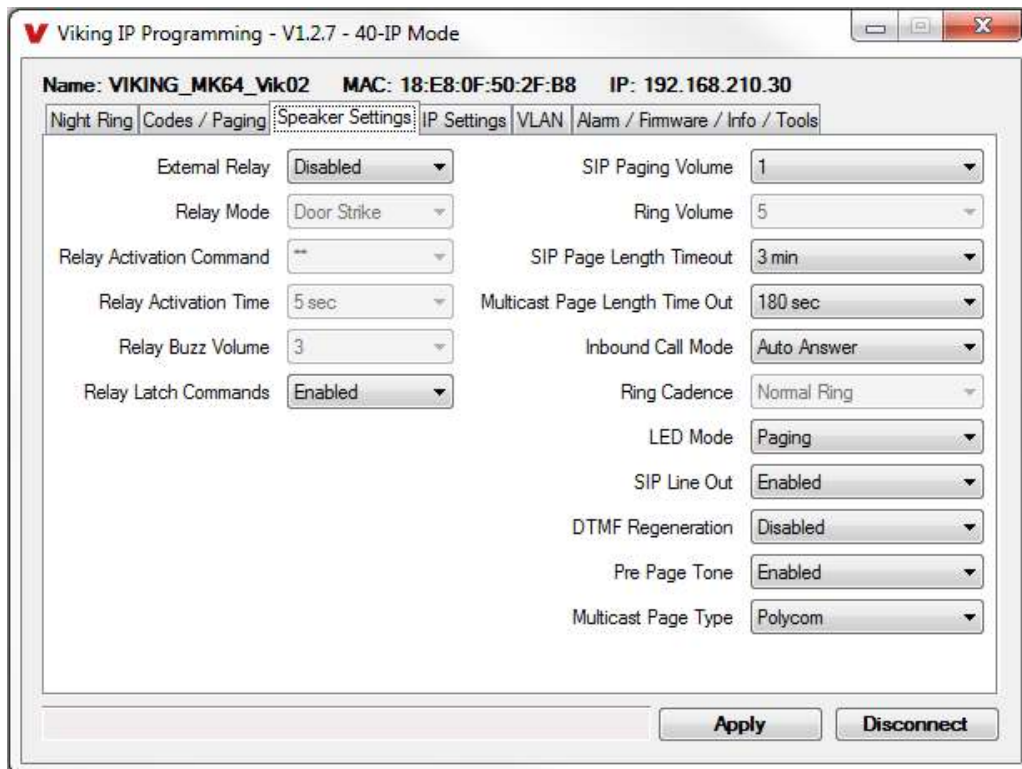 Viking IP Programming - V1.2.7 - 40-IP Mode
Name: VIKING_MK64_Vik02 MAC: 18:E8:0F:50:2F:B8 IP: 192.168.210.30
Night Ring Codes / Paging Speaker Settings IP Settings VLAN Alarm / Firmware / Info / Tools
External Relay Disabled
Relay Mode Door Strike
Relay Activation Command **
Relay Activation Time 5 sec
Relay Buzz Volume 3
Relay Latch Commands Enabled
SIP Paging Volume 1
Ring Volume 5
SIP Page Length Timeout 3 min
Multicast Page Length Time Out 180 sec
Inbound Call Mode Auto Answer
Ring Cadence Normal Ring
LED Mode Paging
SIP Line Out Enabled
DTMF Regeneration Disabled
Pre Page Tone Enabled
Multicast Page Type Polycom
Apply Disconnect